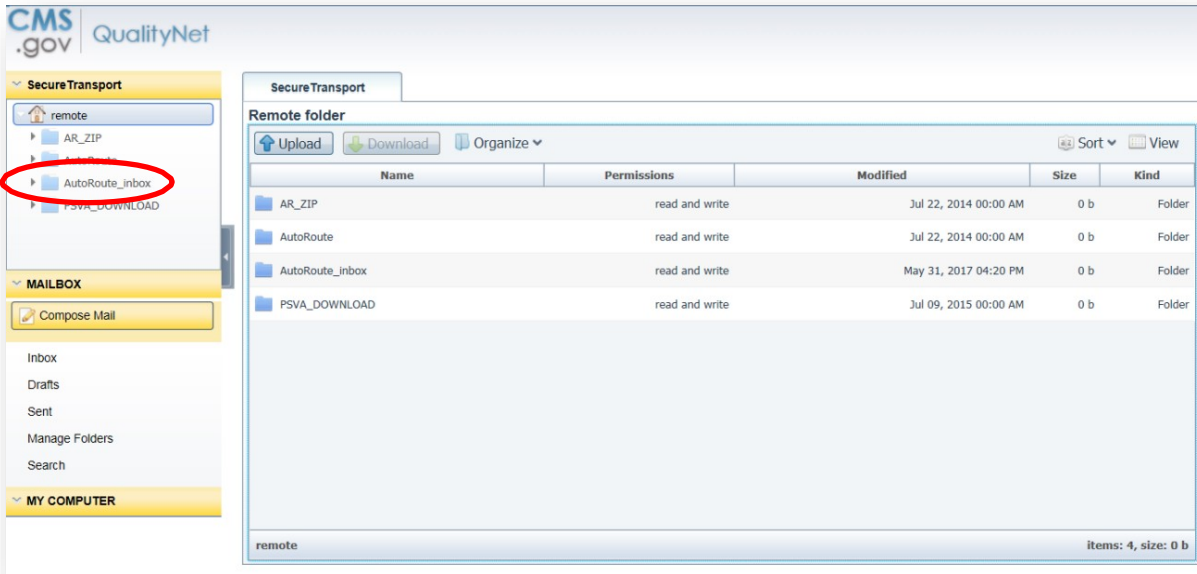 CMS
.gov
QualityNet
SecureTransport
remote
AR_ZIP
AutoRoute
AutoRoute_inbox
PSVA_DOWNLOAD
MAILBOX
Compose Mail
Inbox
Drafts
Sent
Manage Folders
Search
MY COMPUTER
SecureTransport
Remote folder
Upload Download Organize Sort View
Name Permissions Modified Size Kind
AR_ZIP read and write Jul 22, 2014 00:00 AM 0 b Folder
AutoRoute read and write Jul 22, 2014 00:00 AM 0 b Folder
AutoRoute_inbox read and write May 31, 2017 04:20 PM 0 b Folder
PSVA_DOWNLOAD read and write Jul 09, 2015 00:00 AM 0 b Folder
remote items: 4, size: 0 b